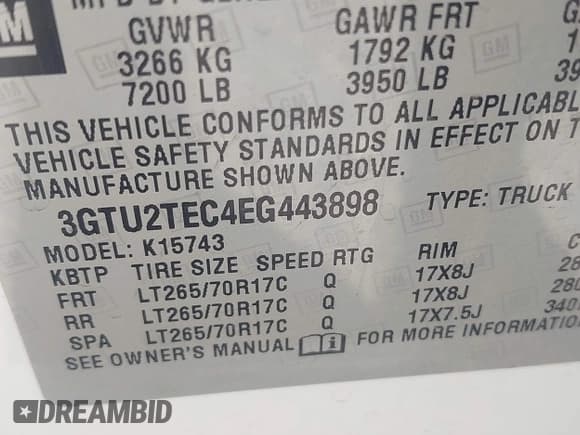 GM
GVWR GAWR FRT
3266 KG 1792 KG
7200 LB 3950 LB
THIS VEHICLE CONFORMS TO ALL
VEHICLE SAFETY STANDARDS IN EFFECT ON
MANUFACTURE SHOWN ABOVE.
3GTU2TEC4EG443898 TYPE: TRUCK
MODEL: K15743
KBTP TIRE SIZE SPEED RTG RIM
FRT LT265/70R17C Q 17X8J
RR LT265/70R17C Q 17X8J
SPA LT265/70R17C Q 17X7.5J
SEE OWNER'S MANUAL FOR MORE INFORMATION
DREAMBID